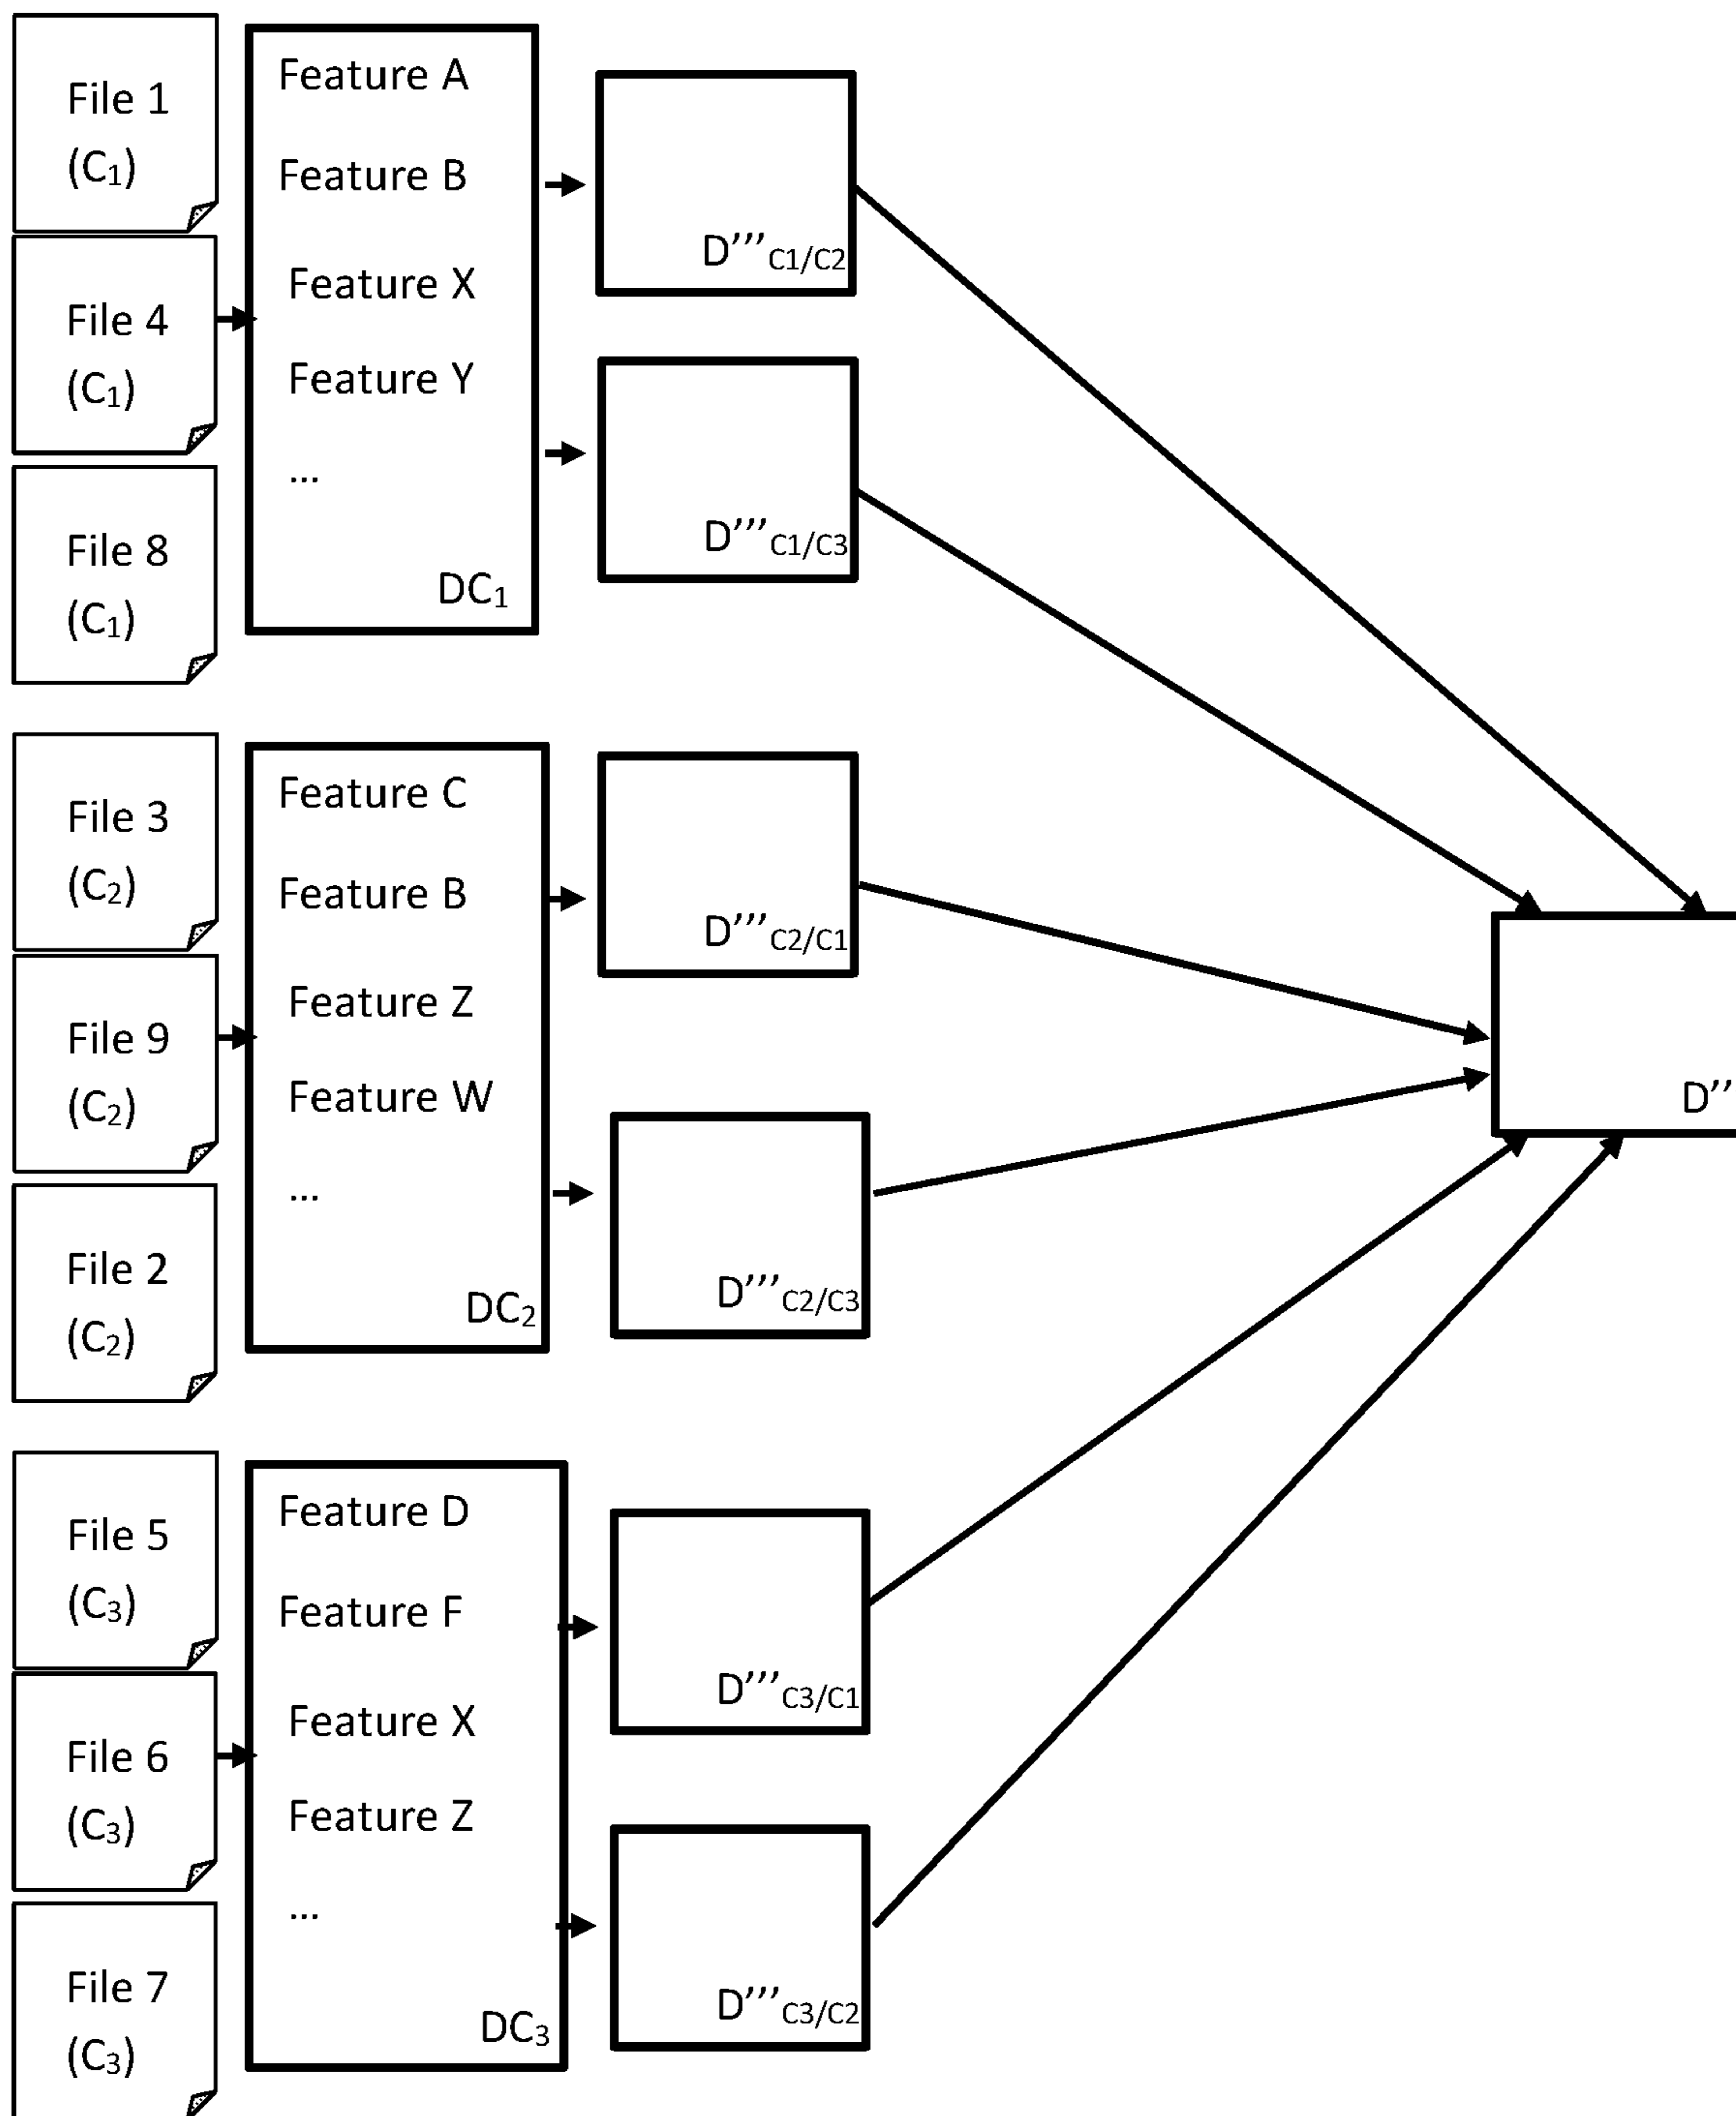 File 1
(C₁)
File 4
(C₁)
File 8
(C₁)
Feature A
Feature B
Feature X
Feature Y
...
DC₁
D’’’C1/C2
D’’’C1/C3
File 3
(C₂)
File 9
(C₂)
File 2
(C₂)
Feature C
Feature B
Feature Z
Feature W
...
DC₂
D’’’C2/C1
D’’’C2/C3
File 5
(C₃)
File 6
(C₃)
File 7
(C₃)
Feature D
Feature F
Feature X
Feature Z
...
DC₃
D’’’C3/C1
D’’’C3/C2
D’’